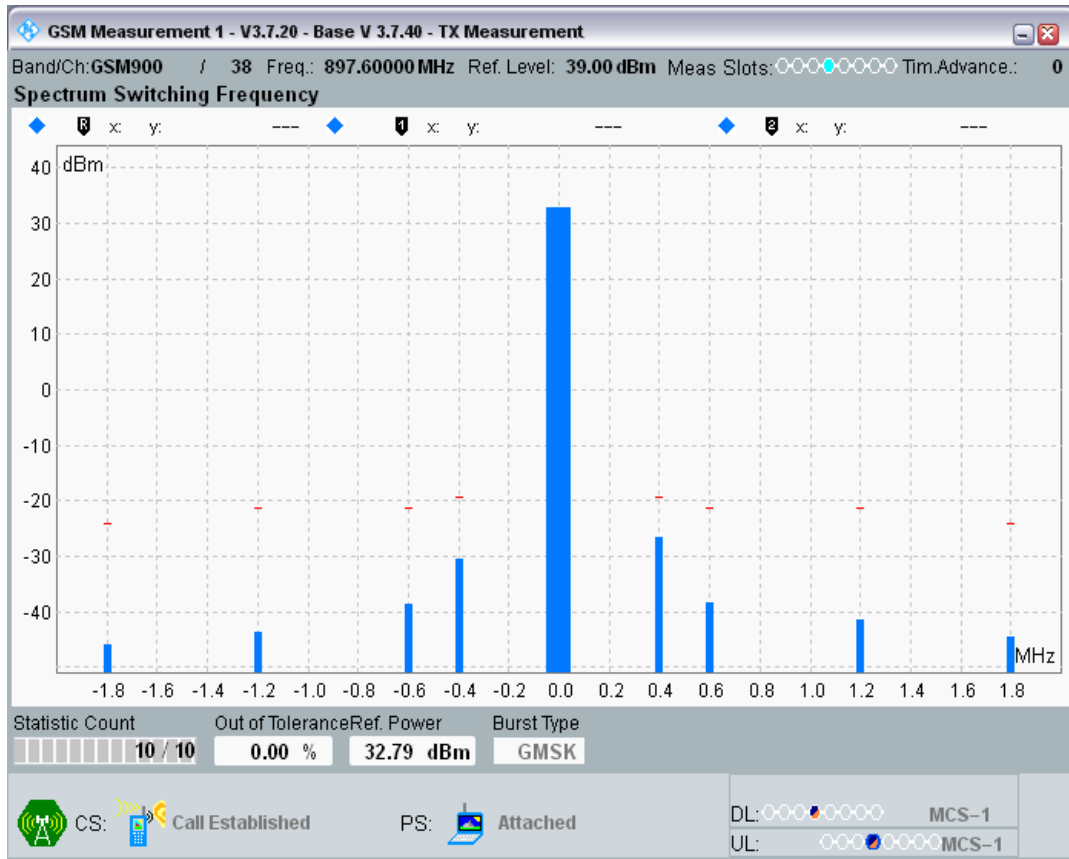 GSM Measurement 1 - V3.7.20 - Base V 3.7.40 - TX Measurement
Band/Ch:GSM900 / 38 Freq.: 897.60000 MHz Ref. Level: 39.00 dBm Meas Slots: Tim.Advance.: 0
Spectrum Switching Frequency
R x: y: --- 1 x: y: --- 2 x: y: ---
dBm
40
30
20
10
0
-10
-20
-30
-40
MHz
-1.8 -1.6 -1.4 -1.2 -1.0 -0.8 -0.6 -0.4 -0.2 0.0 0.2 0.4 0.6 0.8 1.0 1.2 1.4 1.6 1.8
Statistic Count Out of Tolerance Ref. Power Burst Type
10 / 10 0.00 % 32.79 dBm GMSK
CS: Call Established PS: Attached
DL: MCS-1
UL: MCS-1